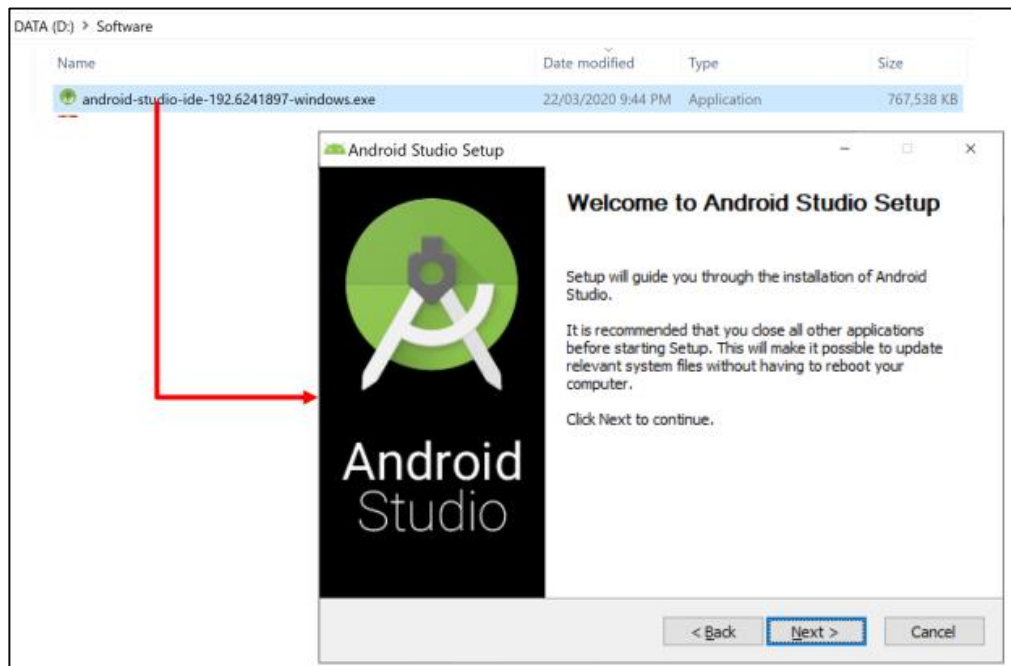 DATA (D:) > Software
Name Date modified Type Size
android-studio-ide-192.6241897-windows.exe 22/03/2020 9:44 PM Application 767,538 KB
Android Studio Setup
Welcome to Android Studio Setup
Setup will guide you through the installation of Android
Studio.
It is recommended that you close all other applications
before starting Setup. This will make it possible to update
relevant system files without having to reboot your
computer.
Click Next to continue.
Android
Studio
< Back Next > Cancel